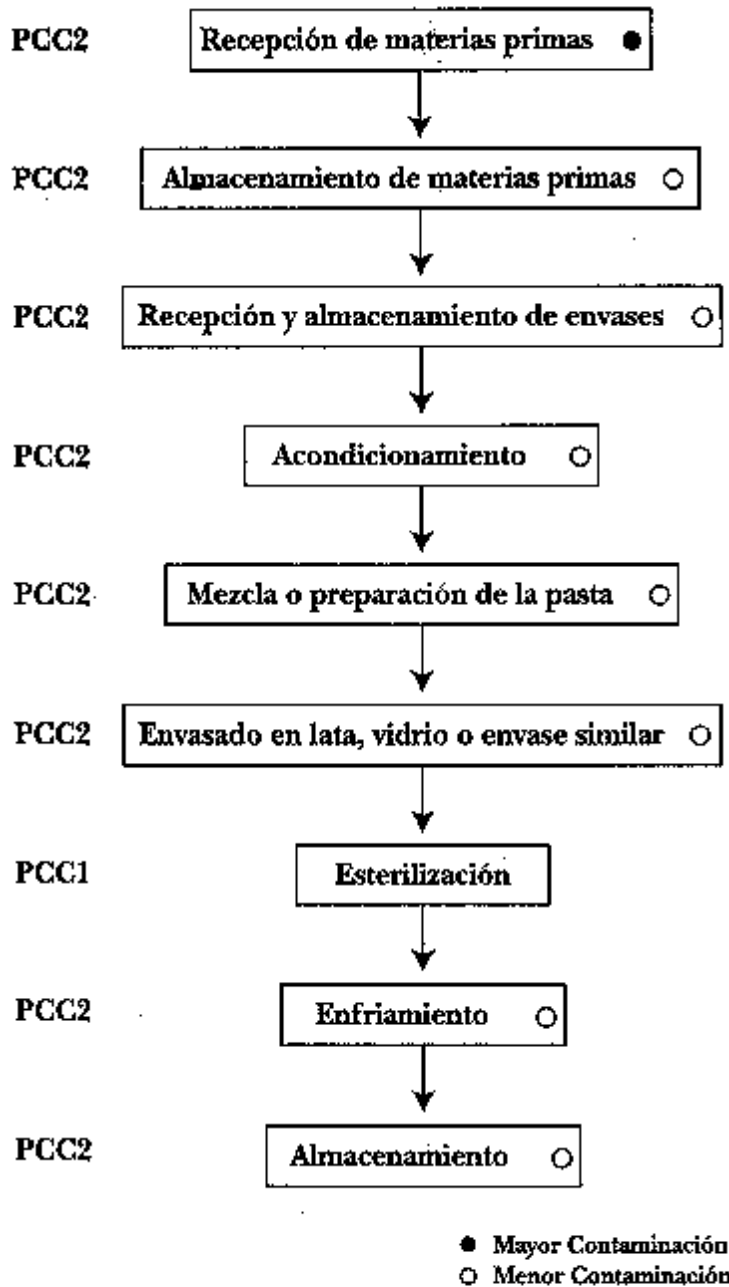 PCC2 Recepción de materias primas ●
PCC2 Almacenamiento de materias primas ○
PCC2 Recepción y almacenamiento de envases ○
PCC2 Acondicionamiento ○
PCC2 Mezcla o preparación de la pasta ○
PCC2 Envasado en lata, vidrio o envase similar ○
PCC1 Esterilización
PCC2 Enfriamiento ○
PCC2 Almacenamiento ○
● Mayor Contaminación
○ Menor Contaminación